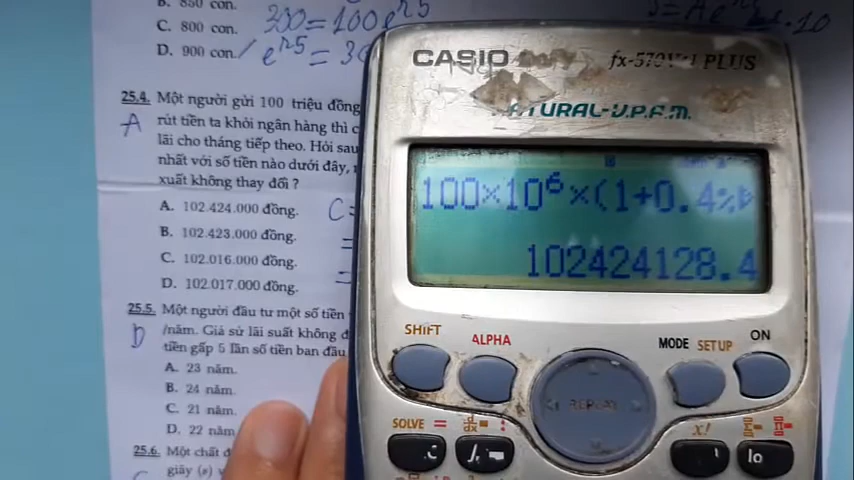 B. 850 con.
C. 800 con.
D. 900 con.
300 = 100 e^r5
e^r5 =
25.4. Một người gửi 100 triệu đồng
A
rút tiền ta khỏi ngân hàng thì c
lãi cho tháng tiếp theo. Hỏi sau
nhất với số tiền nào dưới đây,
xuất không thay đổi?
A. 102.424.000 đồng.
B. 102.423.000 đồng.
C. 102.016.000 đồng.
D. 102.017.000 đồng.
25.5. Một người đầu tư một số tiền
D
/năm. Giả sử lãi suất không
tiền gấp 5 lần số tiền ban đầu
A. 23 năm.
B. 24 năm.
C. 21 năm.
D. 22 năm.
25.6. Một chất
giây (s)
CASIO
PLUS
NATURAL-V.P.A.M.
100×10⁶×(1+0.4%
102424128.4
SHIFT ALPHA MODE SETUP ON
REPLAY
SOLVE = d/dx = : x!